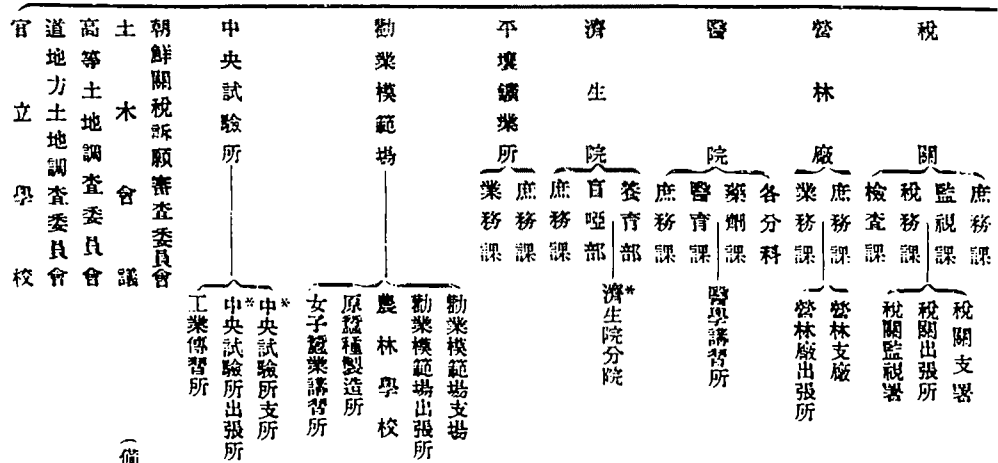 稅關
庶務課
監視課
稅務課
檢査課
稅關支署
稅關出張所
稅關監視署
營林廠
庶務課
業務課
營林支廠
營林廠出張所
醫院
各分科
藥劑課
醫育課
庶務課
醫學講習所
濟生院
養育部
盲啞部
庶務課
*濟生院分院
平壤鑛業所
庶務課
業務課
勸業模範場
勸業模範場支場
勸業模範場出張所
農林學校
原蠶種製造所
女子蠶業講習所
中央試驗所
*中央試驗所支所
*中央試驗所出張所
工業傳習所
朝鮮關稅訴願審査委員會
土木會議
高等土地調査委員會
道地方土地調査委員會
官立學校
(備